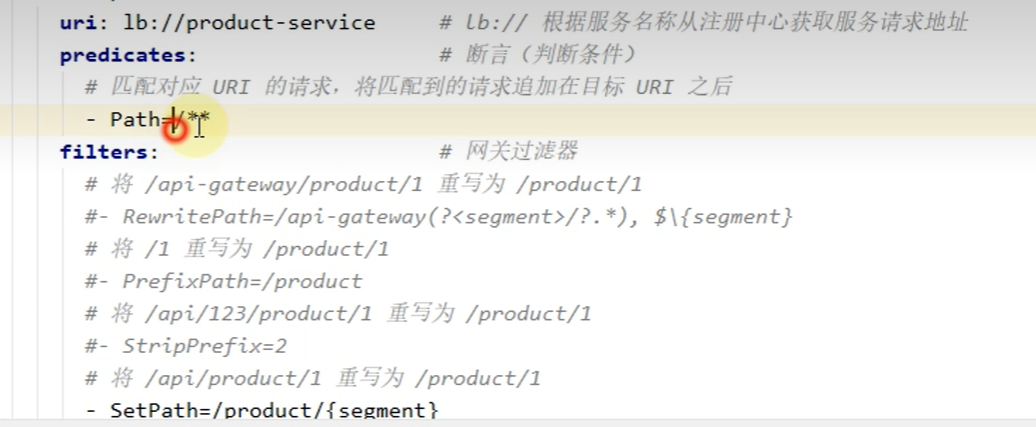 uri: lb://product-service # lb:// 根据服务名称从注册中心获取服务请求地址
predicates: # 断言（判断条件）
# 匹配对应 URI 的请求，将匹配到的请求追加在目标 URI 之后
- Path=/**
filters: # 网关过滤器
# 将 /api-gateway/product/1 重写为 /product/1
#- RewritePath=/api-gateway(?<segment>/?.*), $\{segment}
# 将 /1 重写为 /product/1
#- PrefixPath=/product
# 将 /api/123/product/1 重写为 /product/1
#- StripPrefix=2
# 将 /api/product/1 重写为 /product/1
- SetPath=/product/{segment}